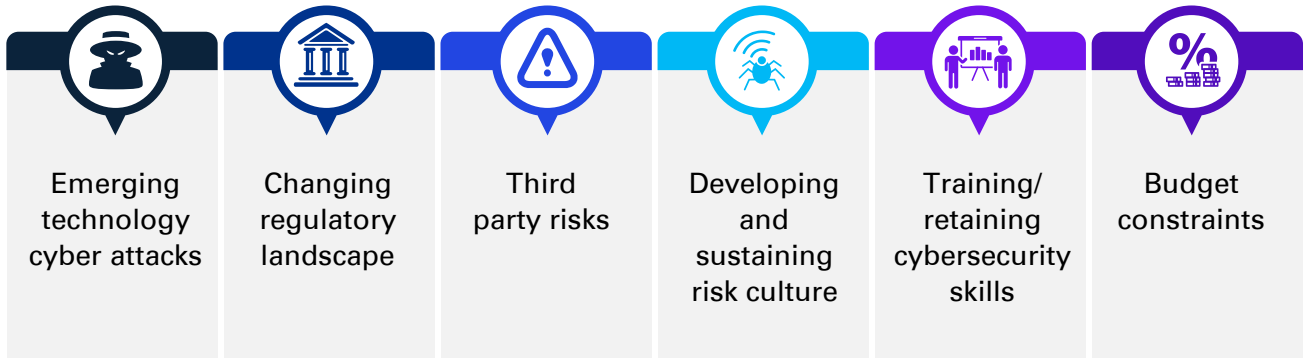 Emerging
technology
cyber attacks
Changing
regulatory
landscape
Third
party risks
Developing
and
sustaining
risk culture
Training/
retaining
cybersecurity
skills
%
Budget
constraints